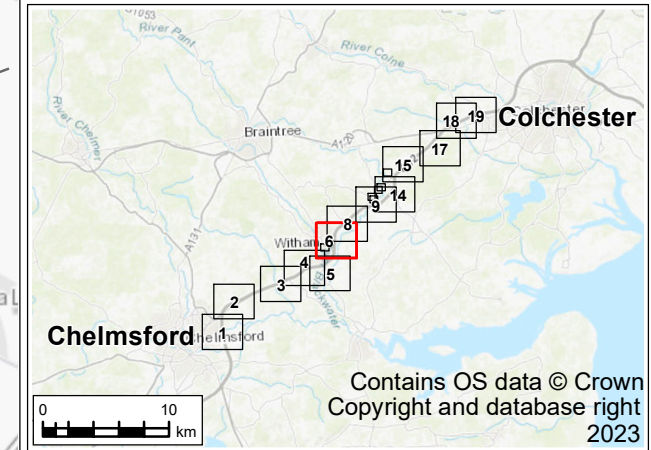 River Pant
River Colne
River Chelmer
Braintree
A120
A131
18 19 Colchester
17
15
14
9
8
Witham 6
4
5
3
2
1
Chelmsford
Chelmsford
0 10
km
Contains OS data © Crown
Copyright and database right
2023